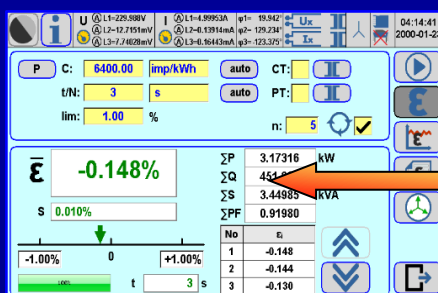 U L1=229.988V I L1=4.99953A φ1= 19.942° Ux 04:14:41
L2=12.7151mV L2=0.13914mA φ2= 129.234° Ix 2000-01-23
L3=7.74028mV L3=0.16443mA φ3=-123.375°
P C: 6400.00 imp/kWh auto CT:
t/N: 3 s auto PT:
lim: 1.00 % n: 5
ε -0.148% ΣP 3.17316 kW
ΣQ
ΣS 3.44985 kVA
S 0.010% ΣPF 0.91980
No εi
-1.00% 0 +1.00% 1 -0.148
2 -0.144
100% t 3 s 3 -0.130